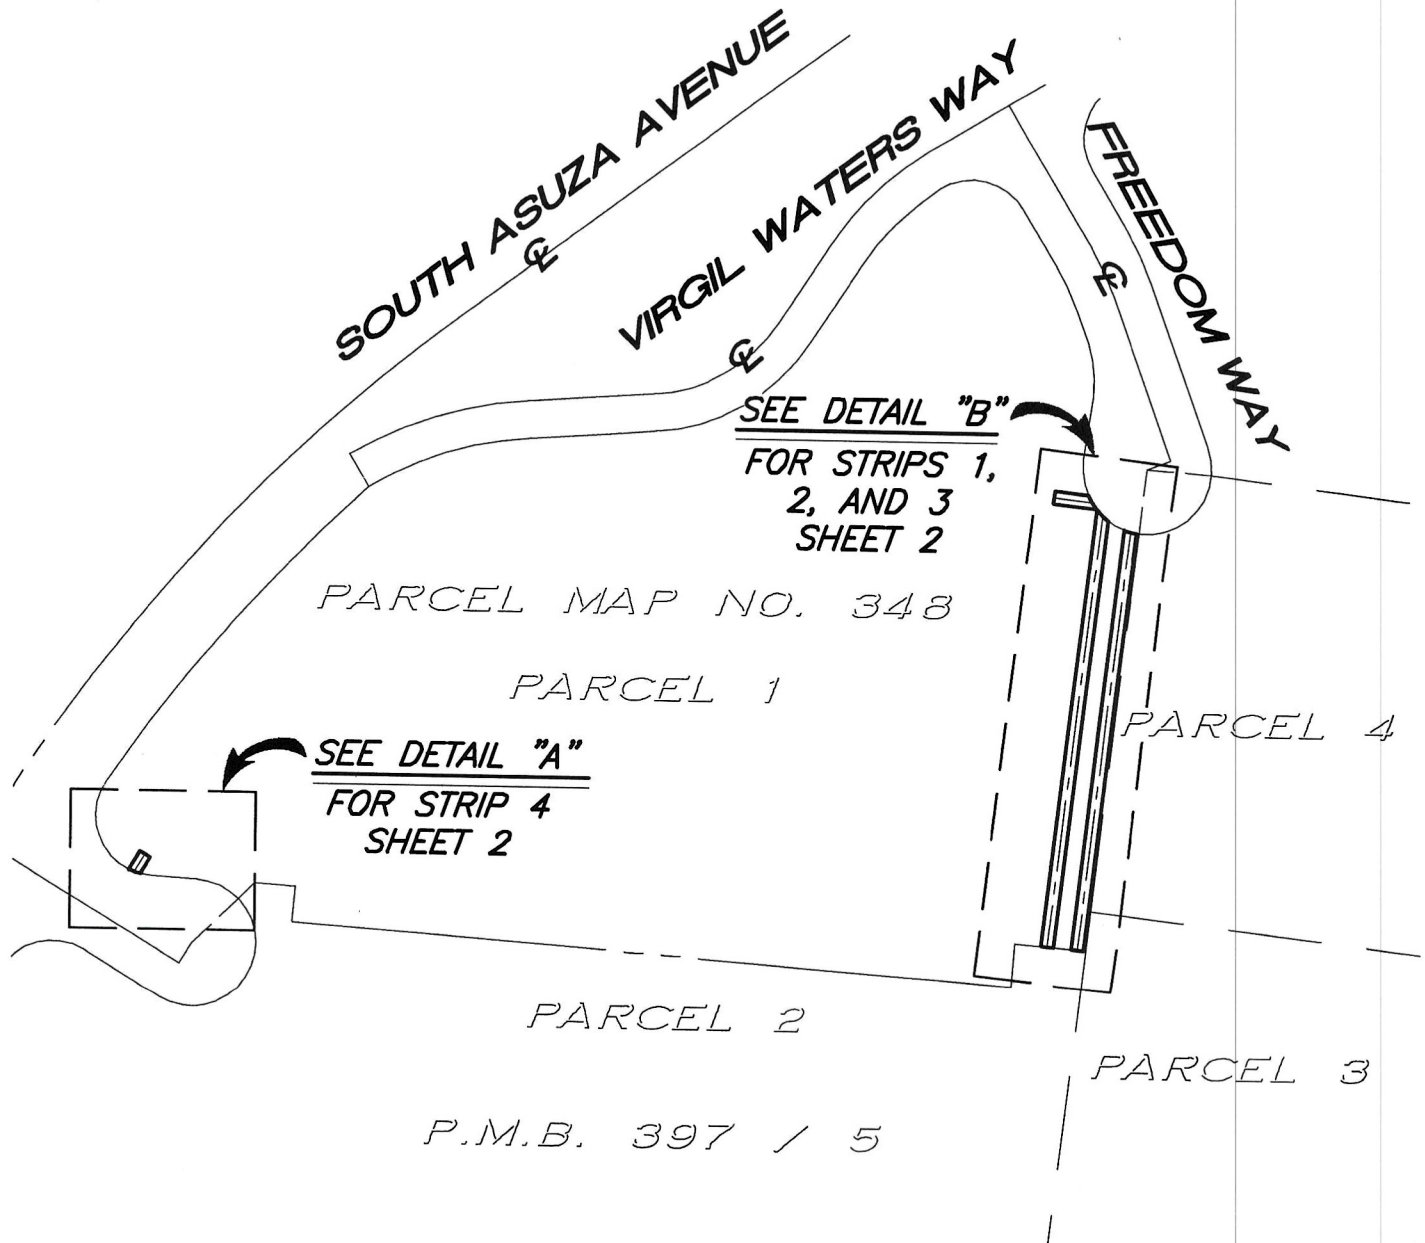 SOUTH ASUZA AVENUE
℄
VIRGIL WATERS WAY
℄
FREEDOM WAY
℄
SEE DETAIL "B"
FOR STRIPS 1,
2, AND 3
SHEET 2
PARCEL MAP NO. 348
PARCEL 1
PARCEL 4
SEE DETAIL "A"
FOR STRIP 4
SHEET 2
PARCEL 2
PARCEL 3
P.M.B. 397 / 5